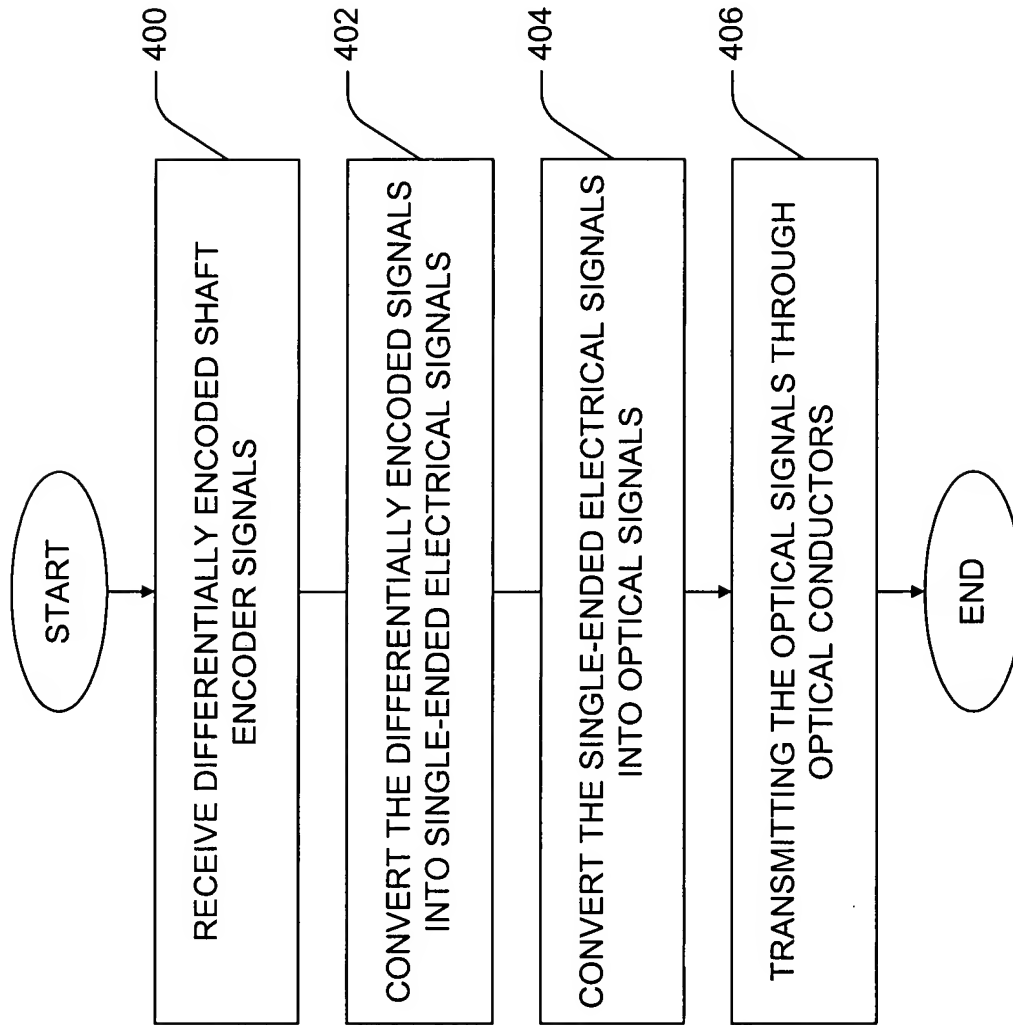 START
400
RECEIVE DIFFERENTIALLY ENCODED SHAFT
ENCODER SIGNALS
402
CONVERT THE DIFFERENTIALLY ENCODED SIGNALS
INTO SINGLE-ENDED ELECTRICAL SIGNALS
404
CONVERT THE SINGLE-ENDED ELECTRICAL SIGNALS
INTO OPTICAL SIGNALS
406
TRANSMITTING THE OPTICAL SIGNALS THROUGH
OPTICAL CONDUCTORS
END